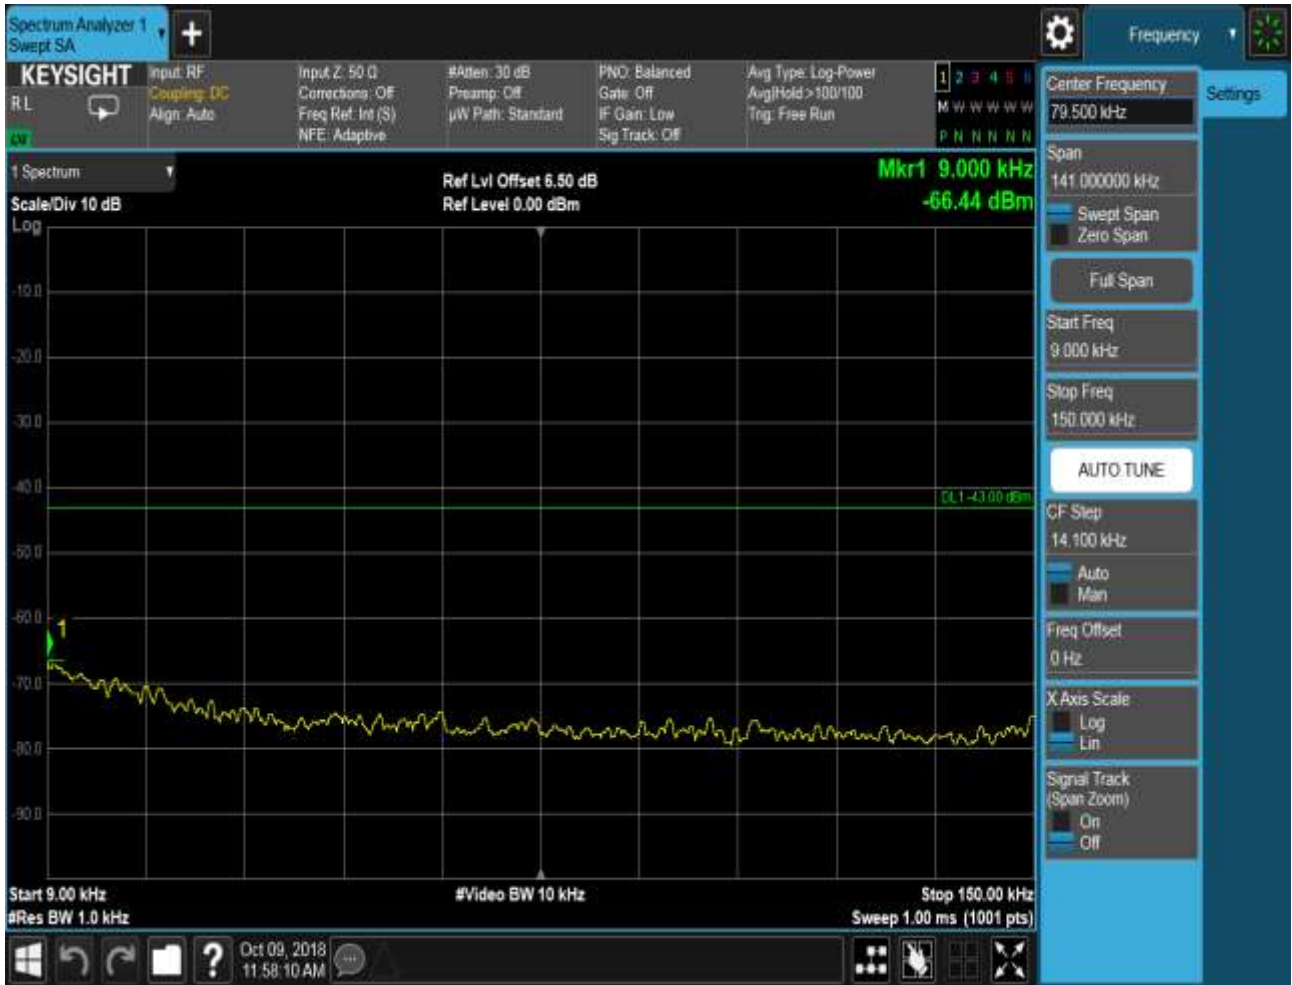 Spectrum Analyzer 1
Swept SA
Frequency
KEYSIGHT
RL
Input: RF
Coupling: DC
Align: Auto
Input Z: 50 Ω
Corrections: Off
Freq Ref: Int (S)
NFE: Adaptive
#Atten: 30 dB
Preamp: Off
µW Path: Standard
PNO: Balanced
Gate: Off
IF Gain: Low
Sig Track: Off
Avg Type: Log-Power
Avg|Hold:>100/100
Trig: Free Run
1 2 3 4 5 6
M W W W W W
P N N N N N
1 Spectrum
Scale/Div 10 dB
Log
Ref Lvl Offset 6.50 dB
Ref Level 0.00 dBm
Mkr1 9.000 kHz
-66.44 dBm
-10.0
-20.0
-30.0
-40.0
DL1 -43.00 dBm
-50.0
-60.0
1
-70.0
-80.0
-90.0
Start 9.00 kHz
#Res BW 1.0 kHz
#Video BW 10 kHz
Stop 150.00 kHz
Sweep 1.00 ms (1001 pts)
Center Frequency
79.500 kHz
Settings
Span
141.000000 kHz
Swept Span
Zero Span
Full Span
Start Freq
9.000 kHz
Stop Freq
150.000 kHz
AUTO TUNE
CF Step
14.100 kHz
Auto
Man
Freq Offset
0 Hz
X Axis Scale
Log
Lin
Signal Track
(Span Zoom)
On
Off
?
Oct 09, 2018
11:58:10 AM